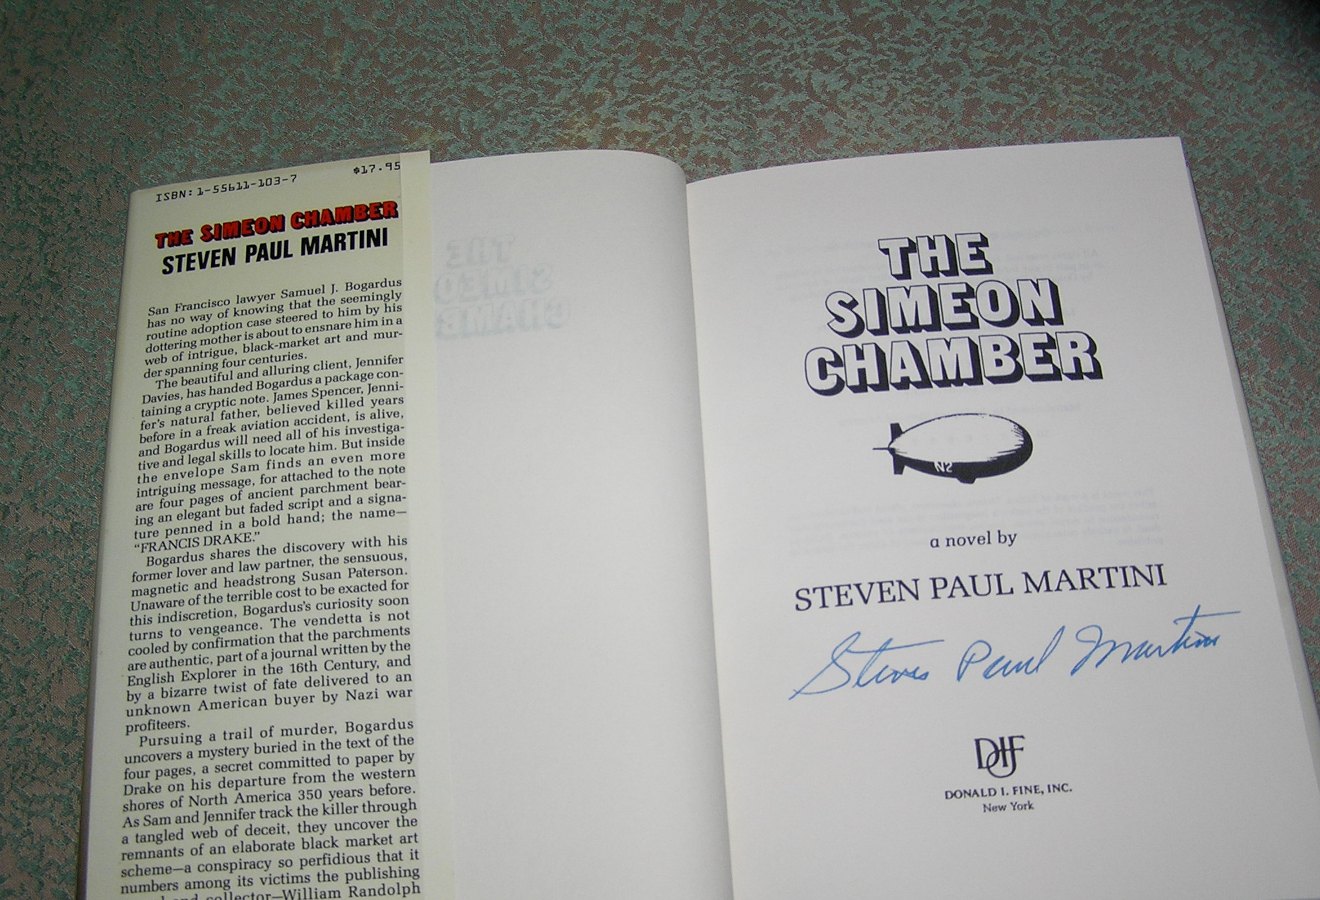 ISBN: 1-55611-103-7 $17.95
THE SIMEON CHAMBER
STEVEN PAUL MARTINI
San Francisco lawyer Samuel J. Bogardus
has no way of knowing that the seemingly
routine adoption case steered to him by his
dottering mother is about to ensnare him in a
web of intrigue, black-market art and mur-
der spanning four centuries.
The beautiful and alluring client, Jennifer
Davies, has handed Bogardus a package con-
taining a cryptic note. James Spencer, Jenni-
fer's natural father, believed killed years
before in a freak aviation accident, is alive,
and Bogardus will need all of his investiga-
tive and legal skills to locate him. But inside
the envelope Sam finds an even more
intriguing message, for attached to the note
are four pages of ancient parchment bear-
ing an elegant but faded script and a signa-
ture penned in a bold hand; the name—
"FRANCIS DRAKE."
Bogardus shares the discovery with his
former lover and law partner, the sensuous,
magnetic and headstrong Susan Paterson.
Unaware of the terrible cost to be exacted for
this indiscretion, Bogardus's curiosity soon
turns to vengeance. The vendetta is not
cooled by confirmation that the parchments
are authentic, part of a journal written by the
English Explorer in the 16th Century, and
by a bizarre twist of fate delivered to an
unknown American buyer by Nazi war
profiteers.
Pursuing a trail of murder, Bogardus
uncovers a mystery buried in the text of the
four pages, a secret committed to paper by
Drake on his departure from the western
shores of North America 350 years before.
As Sam and Jennifer track the killer through
a tangled web of deceit, they uncover the
remnants of an elaborate black market art
scheme—a conspiracy so perfidious that it
numbers among its victims the publishing
and collector—William Randolph
THE
SIMEON
CHAMBER
N2
a novel by
STEVEN PAUL MARTINI
Steven Paul Martini
DIF
DONALD I. FINE, INC.
New York